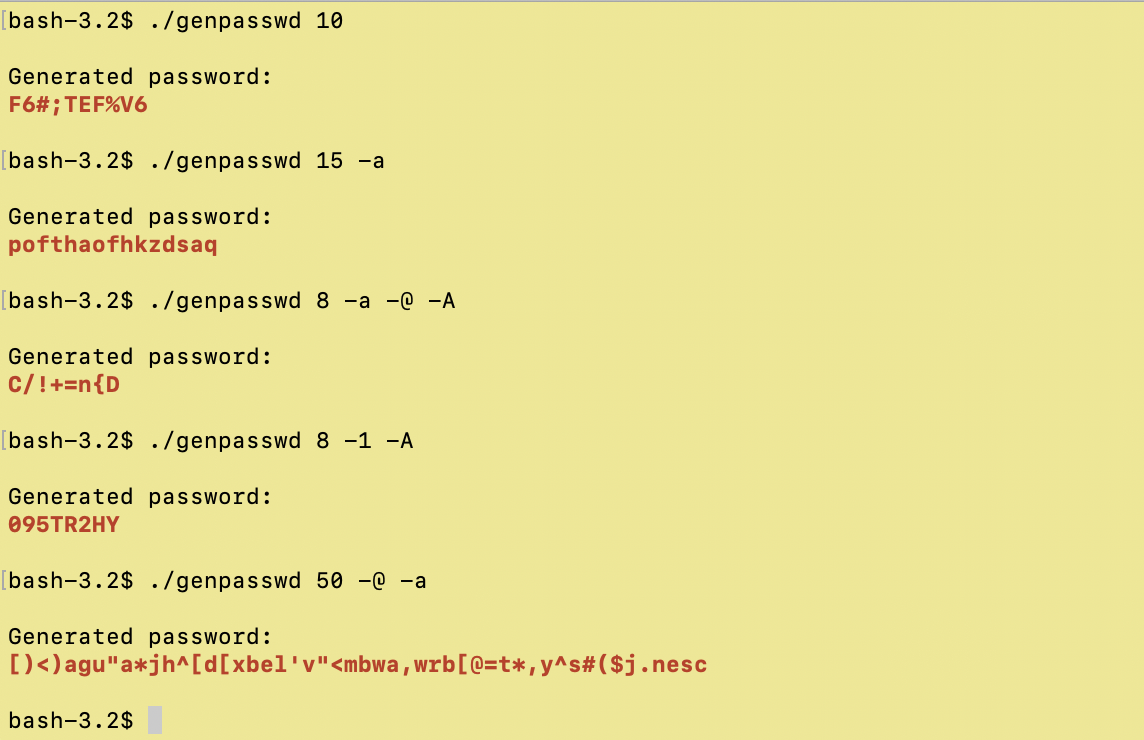 [bash-3.2$ ./genpasswd 10
Generated password:
F6#;TEF%V6
[bash-3.2$ ./genpasswd 15 -a
Generated password:
pofthaofhkzdsaq
[bash-3.2$ ./genpasswd 8 -a -@ -A
Generated password:
C/!+=n{D
[bash-3.2$ ./genpasswd 8 -1 -A
Generated password:
095TR2HY
[bash-3.2$ ./genpasswd 50 -@ -a
Generated password:
[)<)agu"a*jh^[d[xbel'v"<mbwa,wrb[@=t*,y^s#($j.nesc
bash-3.2$